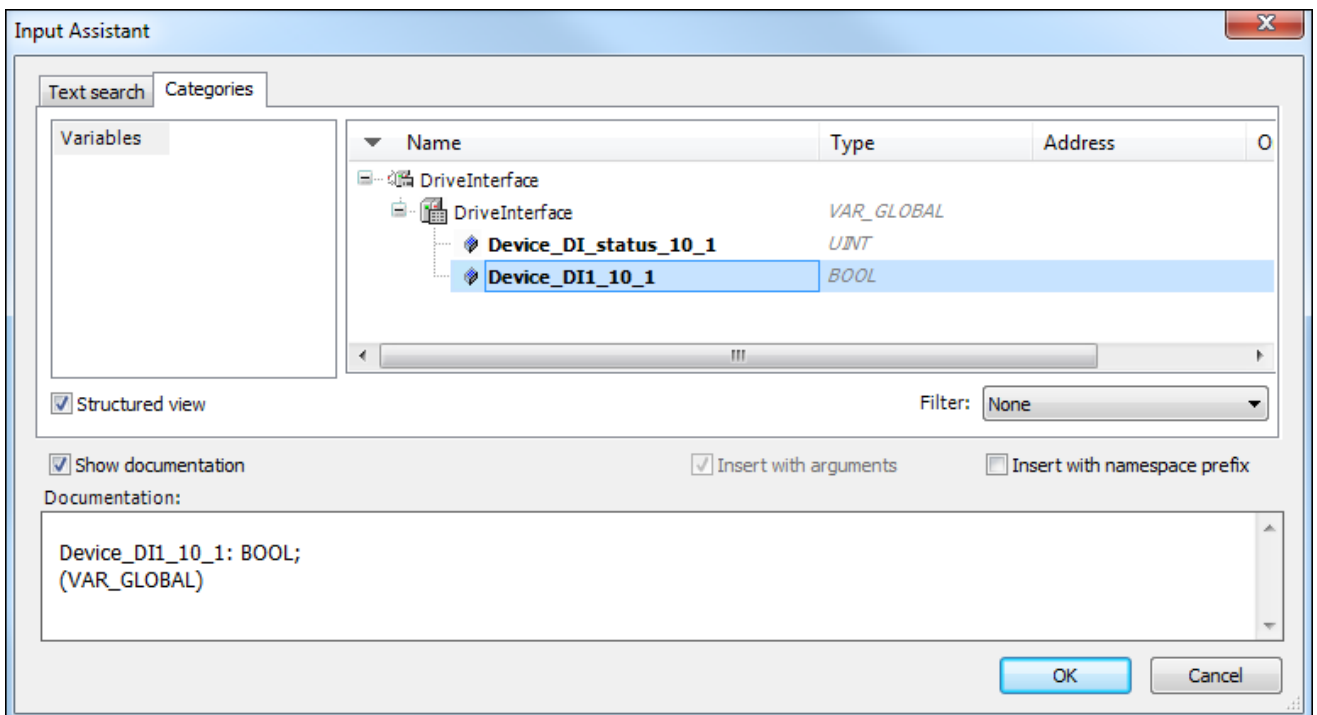 Input Assistant
Text search Categories
Variables
Name Type Address O
DriveInterface
DriveInterface VAR_GLOBAL
Device_DI_status_10_1 UINT
Device_DI1_10_1 BOOL
Structured view Filter: None
Show documentation Insert with arguments Insert with namespace prefix
Documentation:
Device_DI1_10_1: BOOL;
(VAR_GLOBAL)
OK Cancel